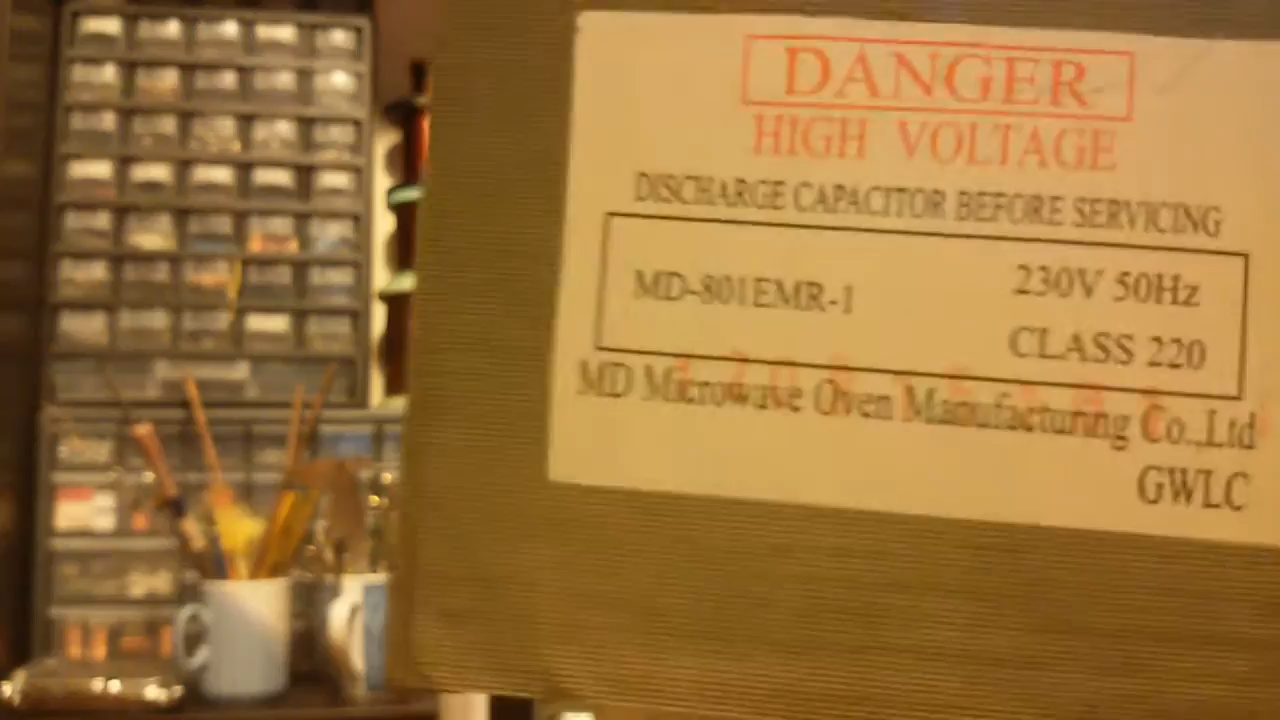 DANGER
HIGH VOLTAGE
DISCHARGE CAPACITOR BEFORE SERVICING
MD-801EMR-1
230V 50Hz
CLASS 220
MD Microwave Oven Manufacturing Co.,Ltd
GWLC